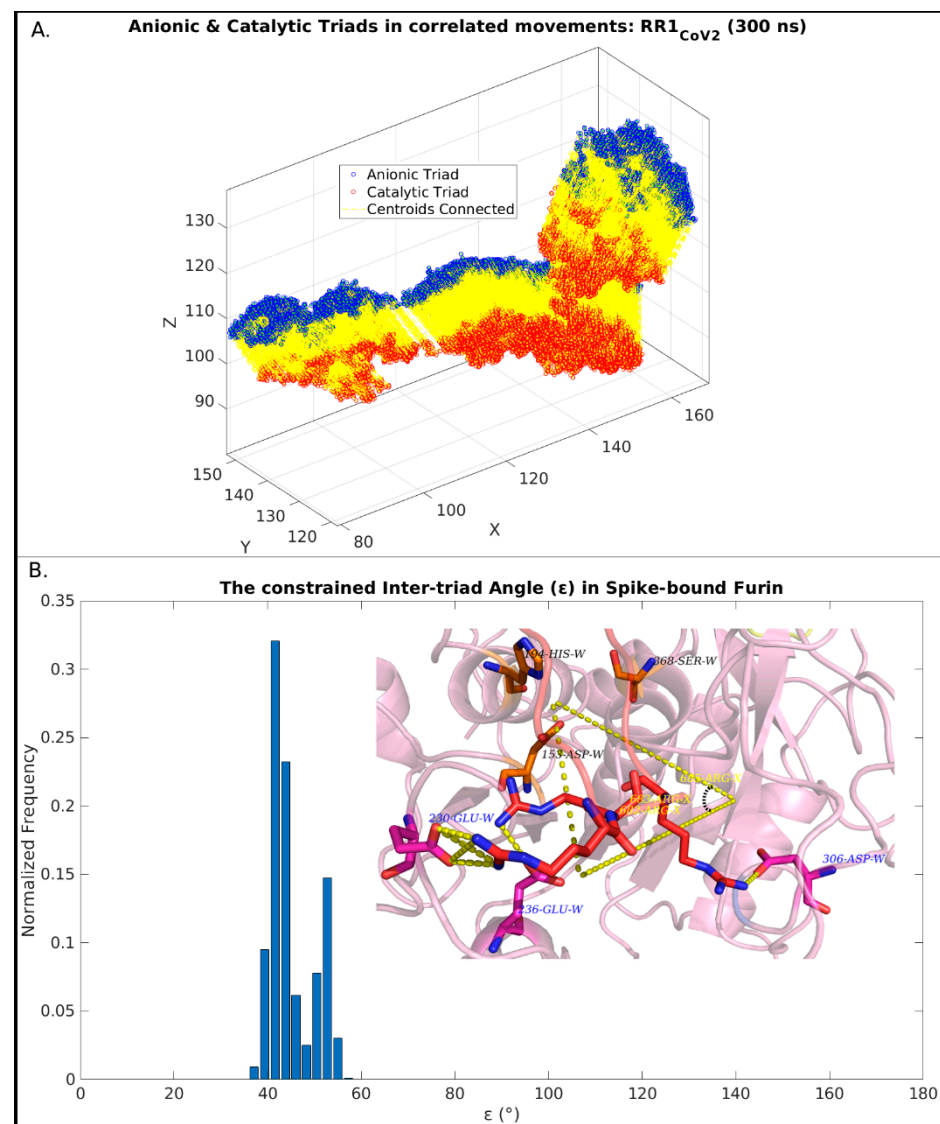 A.
Anionic & Catalytic Triads in correlated movements: RR1CoV2 (300 ns)
Anionic Triad
Catalytic Triad
Centroids Connected
130
120
110
100
90
Z
150
140
130
120
Y
80
100
120
140
160
X
B.
The constrained Inter-triad Angle (ε) in Spike-bound Furin
0.35
0.3
0.25
0.2
0.15
0.1
0.05
0
Normalized Frequency
194-HIS-W
368-SER-W
153-ASP-W
230-GLU-W
306-ASP-W
236-GLU-W
0
20
40
60
80
100
120
140
160
180
ε (°)